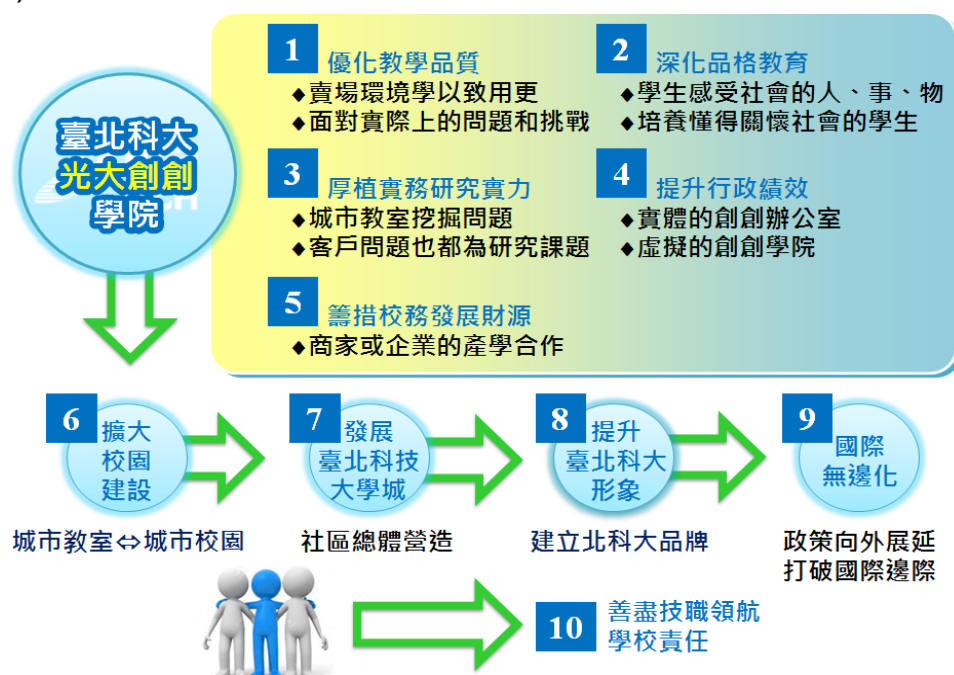 臺北科大
光大創創
學院
1 優化教學品質
◆賣場環境學以致用更
◆面對實際上的問題和挑戰
2 深化品格教育
◆學生感受社會的人、事、物
◆培養懂得關懷社會的學生
3 厚植實務研究實力
◆城市教室挖掘問題
◆客戶問題也都為研究課題
4 提升行政績效
◆實體的創創辦公室
◆虛擬的創創學院
5 籌措校務發展財源
◆商家或企業的產學合作
6 擴大
校園
建設
城市教室⇔城市校園
7 發展
臺北科技
大學城
社區總體營造
8 提升
臺北科大
形象
建立北科大品牌
9 國際
無邊化
政策向外展延
打破國際邊際
10 善盡技職領航
學校責任